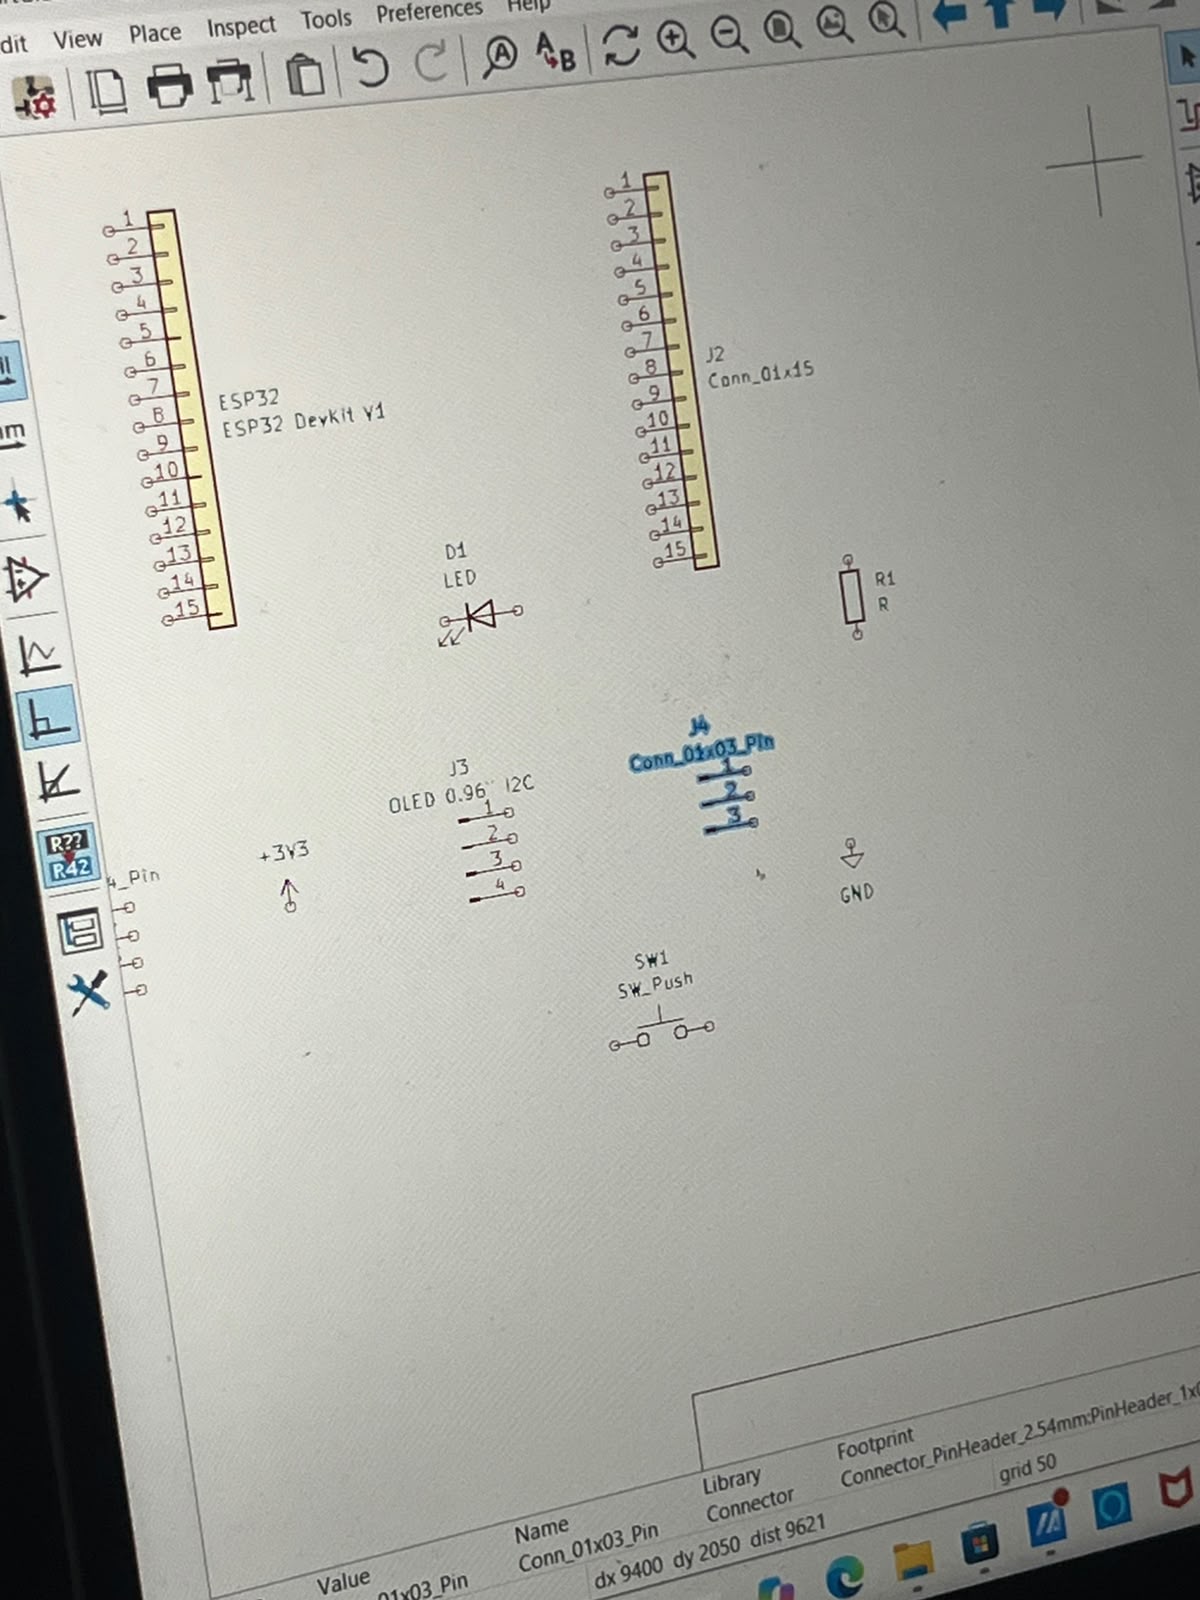 dit View Place Inspect Tools Preferences Help
A
A B
1
2
3
4
5
6
7
8
9
10
11
12
13
14
15
ESP32
ESP32 DevKit V1
1
2
3
4
5
6
7
8
9
10
11
12
13
14
15
J2
Conn_01x15
D1
LED
R1
R
J4
Conn_01x03_Pin
1
2
3
J3
OLED 0.96" I2C
1
2
3
4
+3V3
GND
4_Pin
SW1
SW_Push
R??
R42
Value
01x03_Pin
Name
Conn_01x03_Pin
Library
Connector
Footprint
Connector_PinHeader_2.54mm:PinHeader_1x0
dx 9400 dy 2050 dist 9621
grid 50